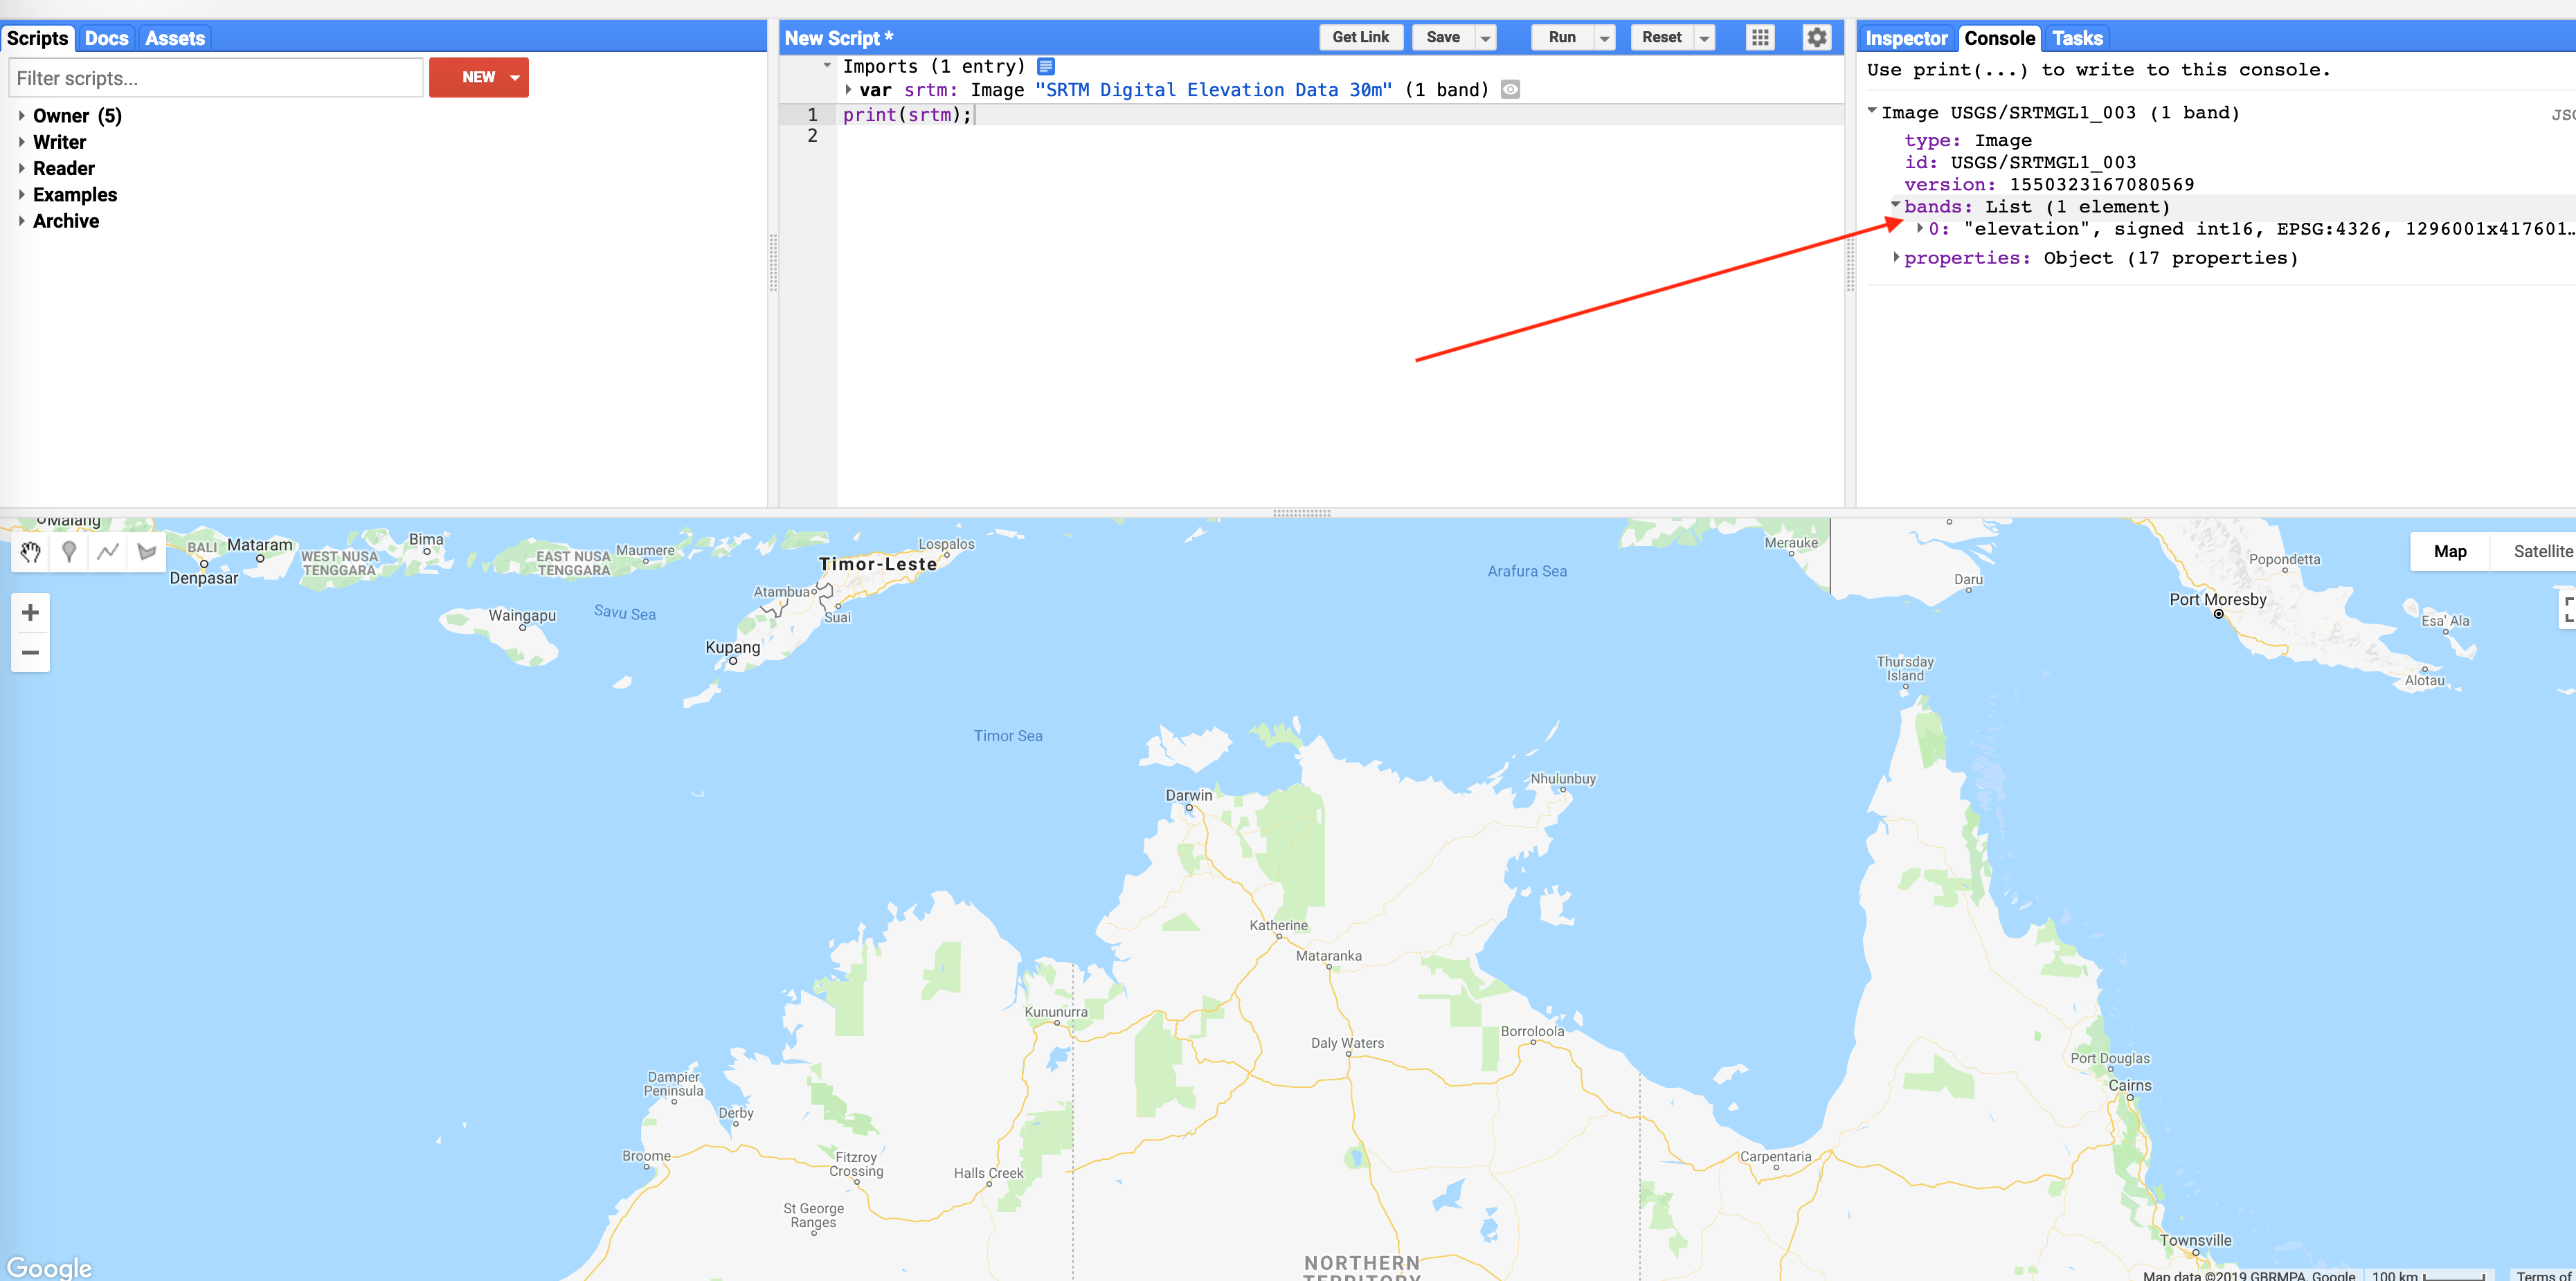 Scripts Docs Assets
Filter scripts...
NEW
Owner (5)
Writer
Reader
Examples
Archive
New Script *
Get Link Save Run Reset
Imports (1 entry)
var srtm: Image "SRTM Digital Elevation Data 30m" (1 band)
1 print(srtm);
2
Inspector Console Tasks
Use print(...) to write to this console.
Image USGS/SRTMGL1_003 (1 band)
type: Image
id: USGS/SRTMGL1_003
version: 1550323167080569
bands: List (1 element)
0: "elevation", signed int16, EPSG:4326, 1296001x417601…
properties: Object (17 properties)
Malang
BALI
Mataram
Denpasar
WEST NUSA
TENGGARA
Bima
EAST NUSA
TENGGARA
Maumere
Lospalos
Timor-Leste
Atambua
Suai
Waingapu
Savu Sea
Kupang
Arafura Sea
Merauke
Daru
Popondetta
Port Moresby
Esa' Ala
Alotau
Map Satellite
+
−
Thursday
Island
Timor Sea
Nhulunbuy
Darwin
Katherine
Mataranka
Kununurra
Daly Waters
Borroloola
Port Douglas
Cairns
Dampier
Peninsula
Derby
Broome
Fitzroy
Crossing
Halls Creek
Carpentaria
St George
Ranges
Townsville
NORTHERN
TERRITORY
Google
Map data ©2019 GBRMPA, Google 100 km Terms of